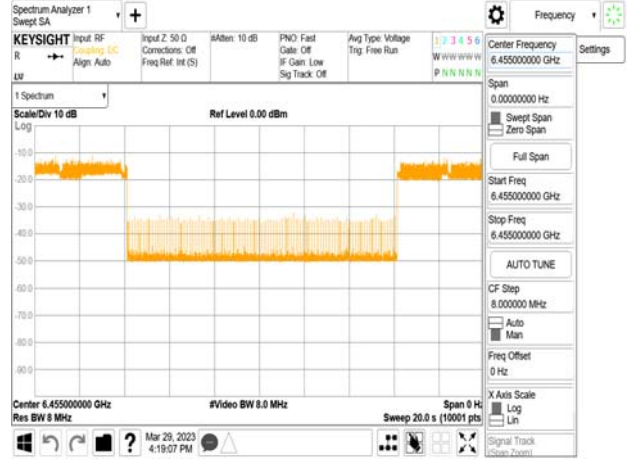 Spectrum Analyzer 1
Swept SA
Frequency
KEYSIGHT
R
Input: RF
Coupling: DC
Align: Auto
Input Z: 50 Ω
Corrections: Off
Freq Ref: Int (S)
#Atten: 10 dB
PNO: Fast
Gate: Off
IF Gain: Low
Sig Track: Off
Avg Type: Voltage
Trig: Free Run
1 2 3 4 5 6
W W W W W W
P N N N N N
Settings
Center Frequency
6.455000000 GHz
Span
0.00000000 Hz
Swept Span
Zero Span
Full Span
Start Freq
6.455000000 GHz
Stop Freq
6.455000000 GHz
AUTO TUNE
CF Step
8.000000 MHz
Auto
Man
Freq Offset
0 Hz
X Axis Scale
Log
Lin
Signal Track
(Span Zoom)
1 Spectrum
Scale/Div 10 dB
Ref Level 0.00 dBm
Log
-10.0
-20.0
-30.0
-40.0
-50.0
-60.0
-70.0
-80.0
-90.0
Center 6.455000000 GHz
#Video BW 8.0 MHz
Span 0 Hz
Res BW 8 MHz
Sweep 20.0 s (10001 pts
?
Mar 29, 2023
4:19:07 PM